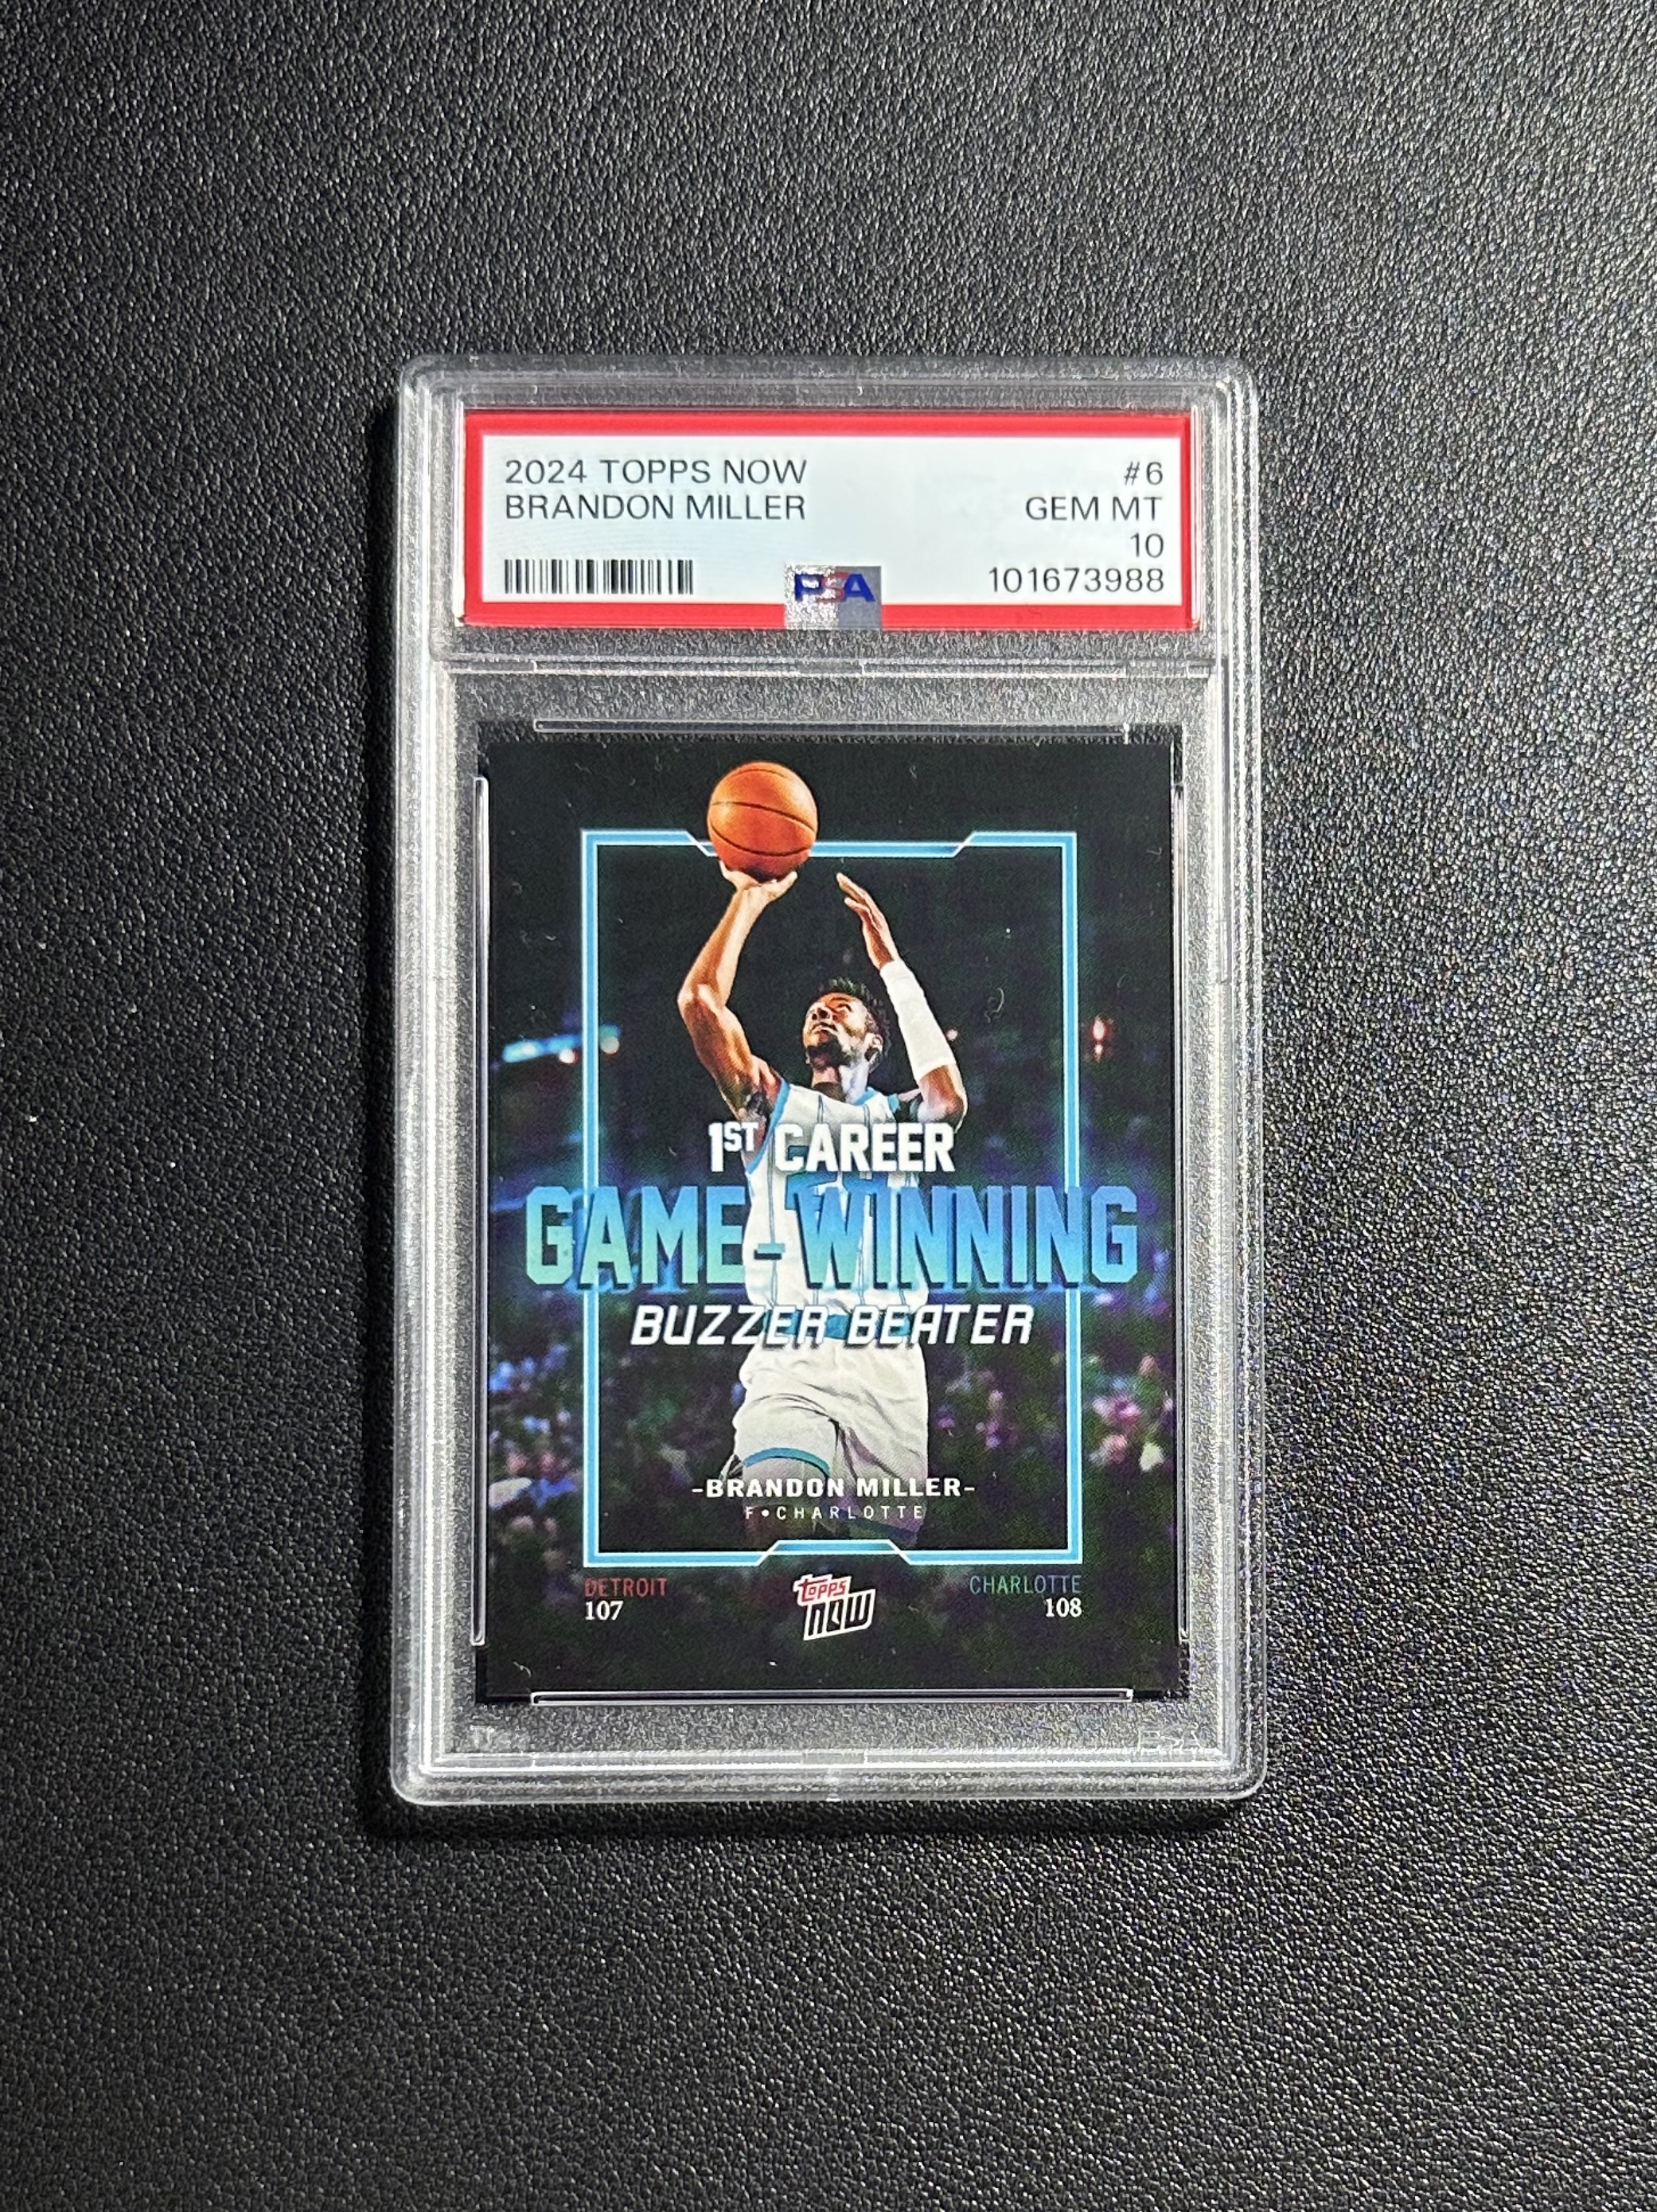 2024 TOPPS NOW #6
BRANDON MILLER GEM MT
10
PSA 101673988
1ST CAREER
GAME-WINNING
BUZZER BEATER
-BRANDON MILLER-
F•CHARLOTTE
DETROIT CHARLOTTE
107 108
topps
NOW